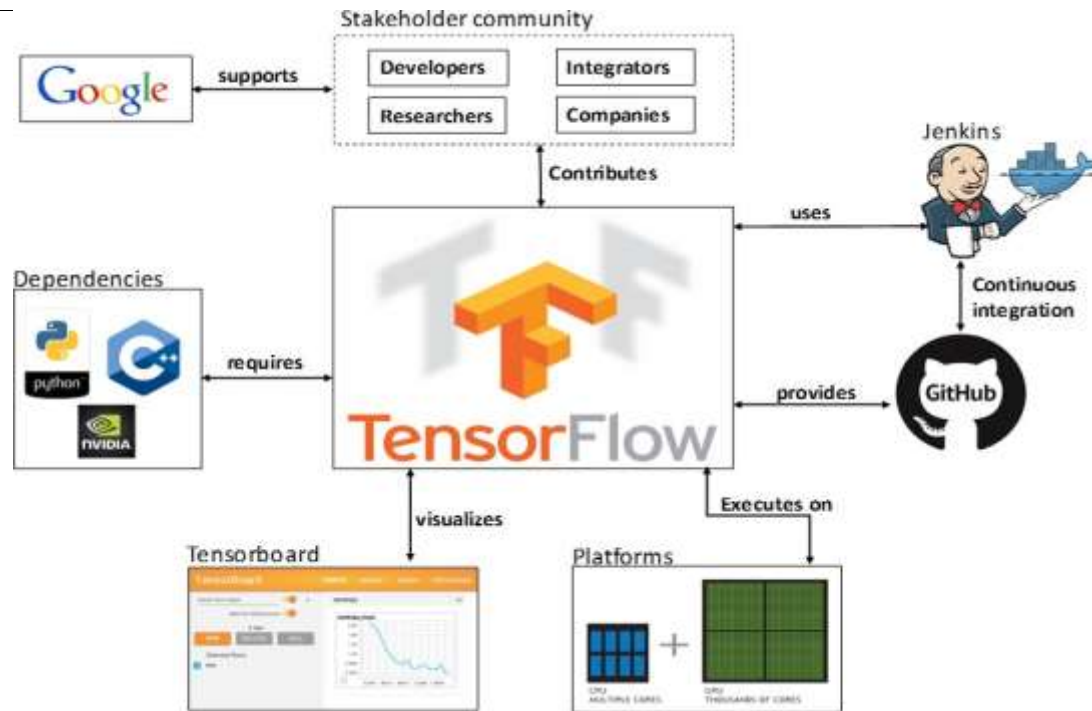 Stakeholder community
Google
supports
Developers
Integrators
Researchers
Companies
Contributes
Jenkins
uses
Continuous
integration
Dependencies
python
C++
nVIDIA
requires
TensorFlow
provides
GitHub
visualizes
Executes on
Tensorboard
Platforms
CPU
MULTIPLE CORES
GPU
THOUSANDS OF CORES